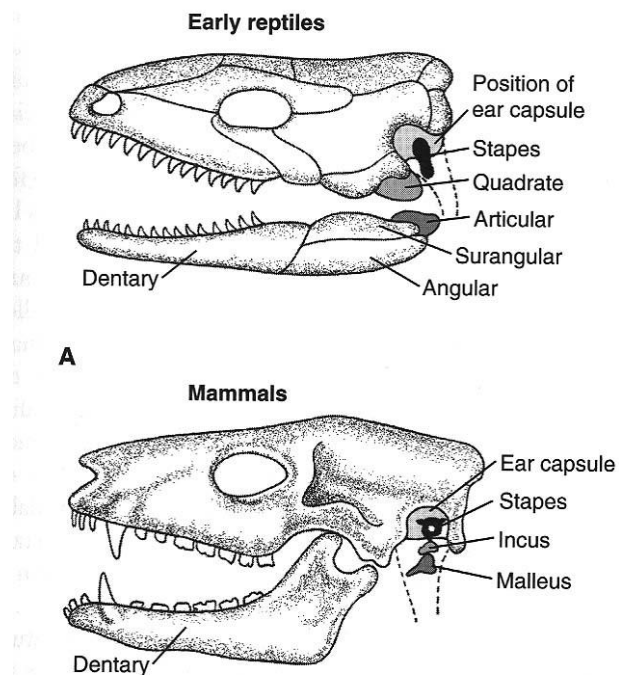 Early reptiles
Position of
ear capsule
Stapes
Quadrate
Articular
Surangular
Angular
Dentary
A
Mammals
Ear capsule
Stapes
Incus
Malleus
Dentary